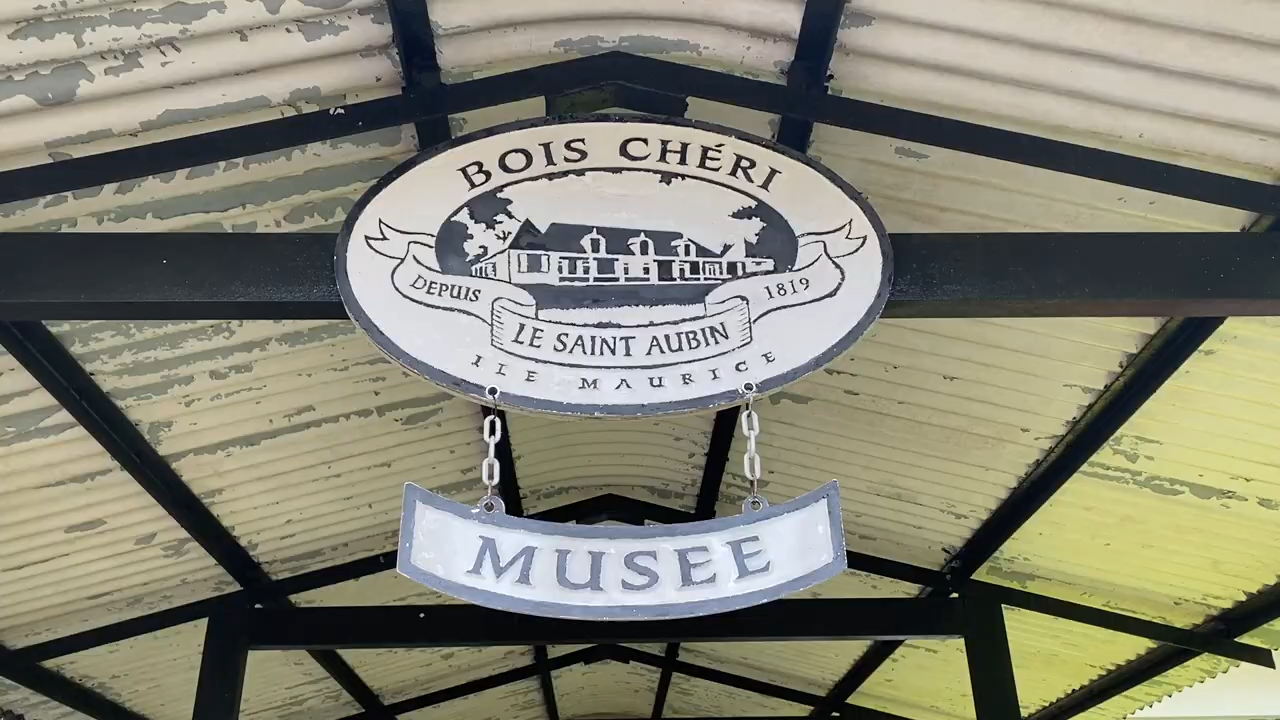 BOIS CHÉRI
DEPUIS 1819
LE SAINT AUBIN
ILE MAURICE
MUSEE